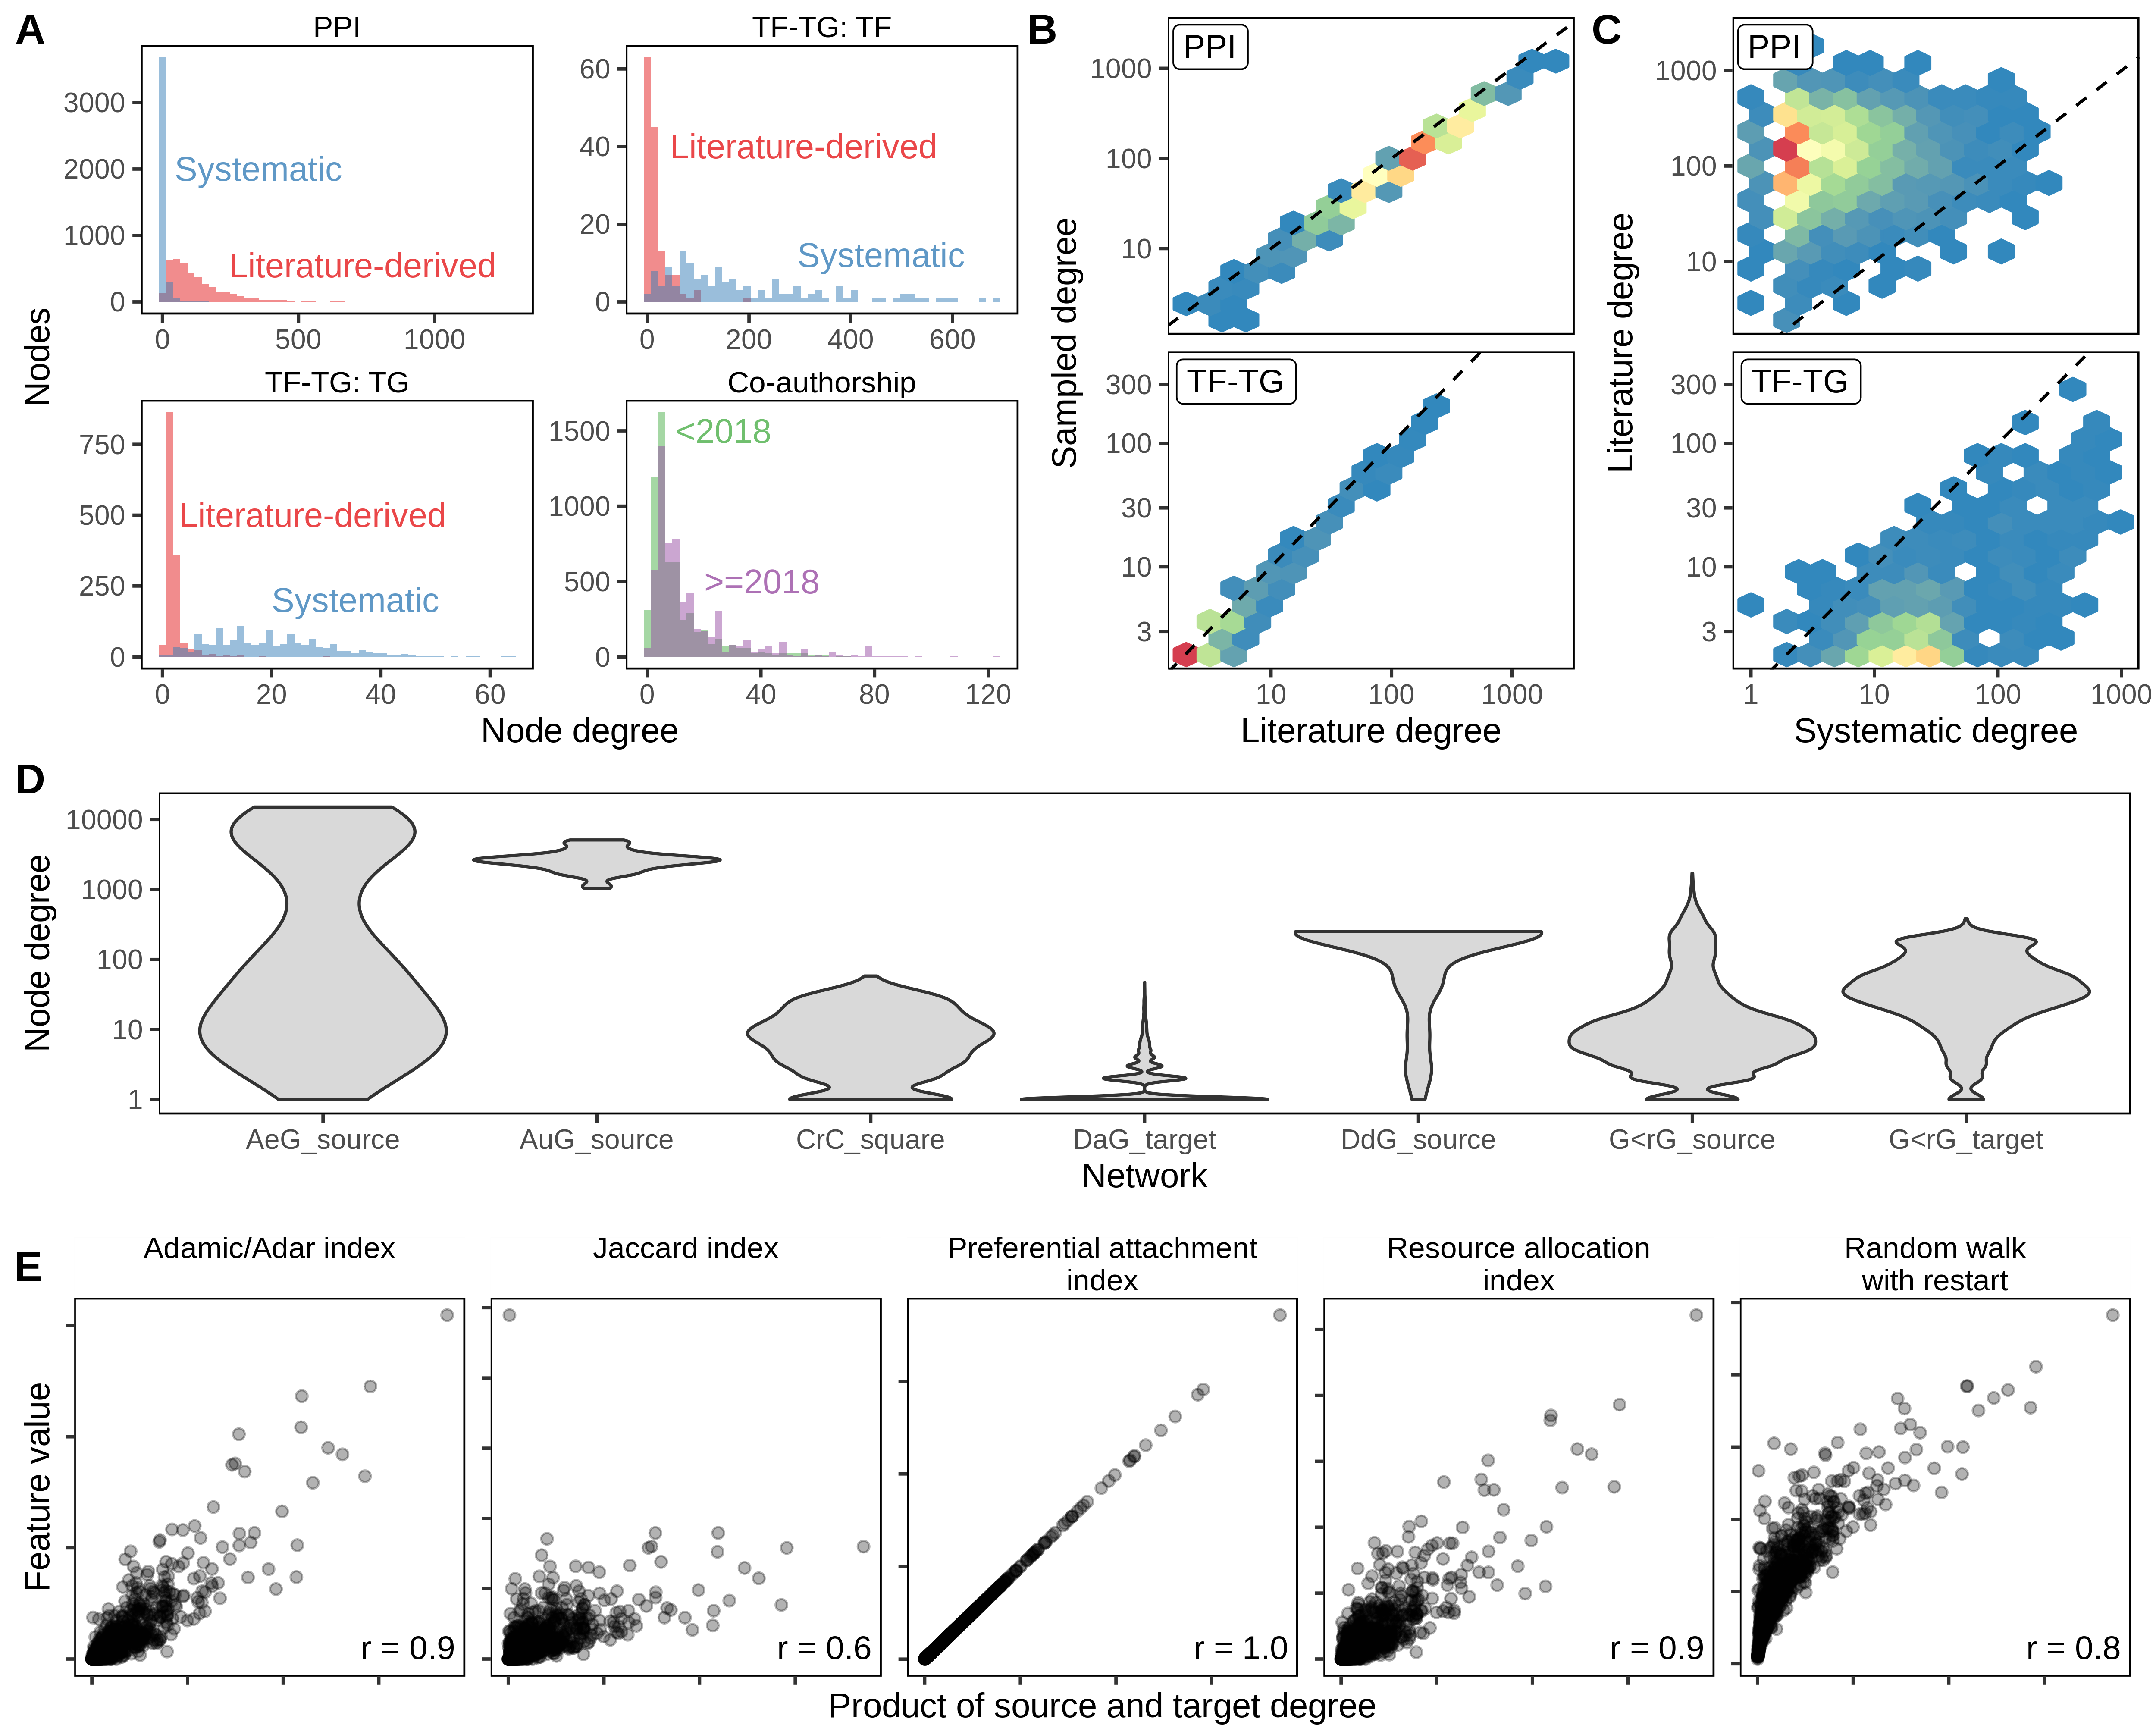 A
PPI
3000
2000
1000
0
0
500
1000
Systematic
Literature-derived
TF-TG: TF
60
40
20
0
0
200
400
600
Literature-derived
Systematic
TF-TG: TG
750
500
250
0
0
20
40
60
Literature-derived
Systematic
Co-authorship
1500
1000
500
0
0
40
80
120
<2018
>=2018
Nodes
Node degree
B
PPI
1000
100
10
TF-TG
300
100
30
10
3
10
100
1000
Sampled degree
Literature degree
C
PPI
1000
100
10
TF-TG
300
100
30
10
3
1
10
100
1000
Literature degree
Systematic degree
D
10000
1000
100
10
1
Node degree
AeG_source
AuG_source
CrC_square
DaG_target
DdG_source
G<rG_source
G<rG_target
Network
E
Adamic/Adar index
Jaccard index
Preferential attachment
index
Resource allocation
index
Random walk
with restart
Feature value
r = 0.9
r = 0.6
r = 1.0
r = 0.9
r = 0.8
Product of source and target degree